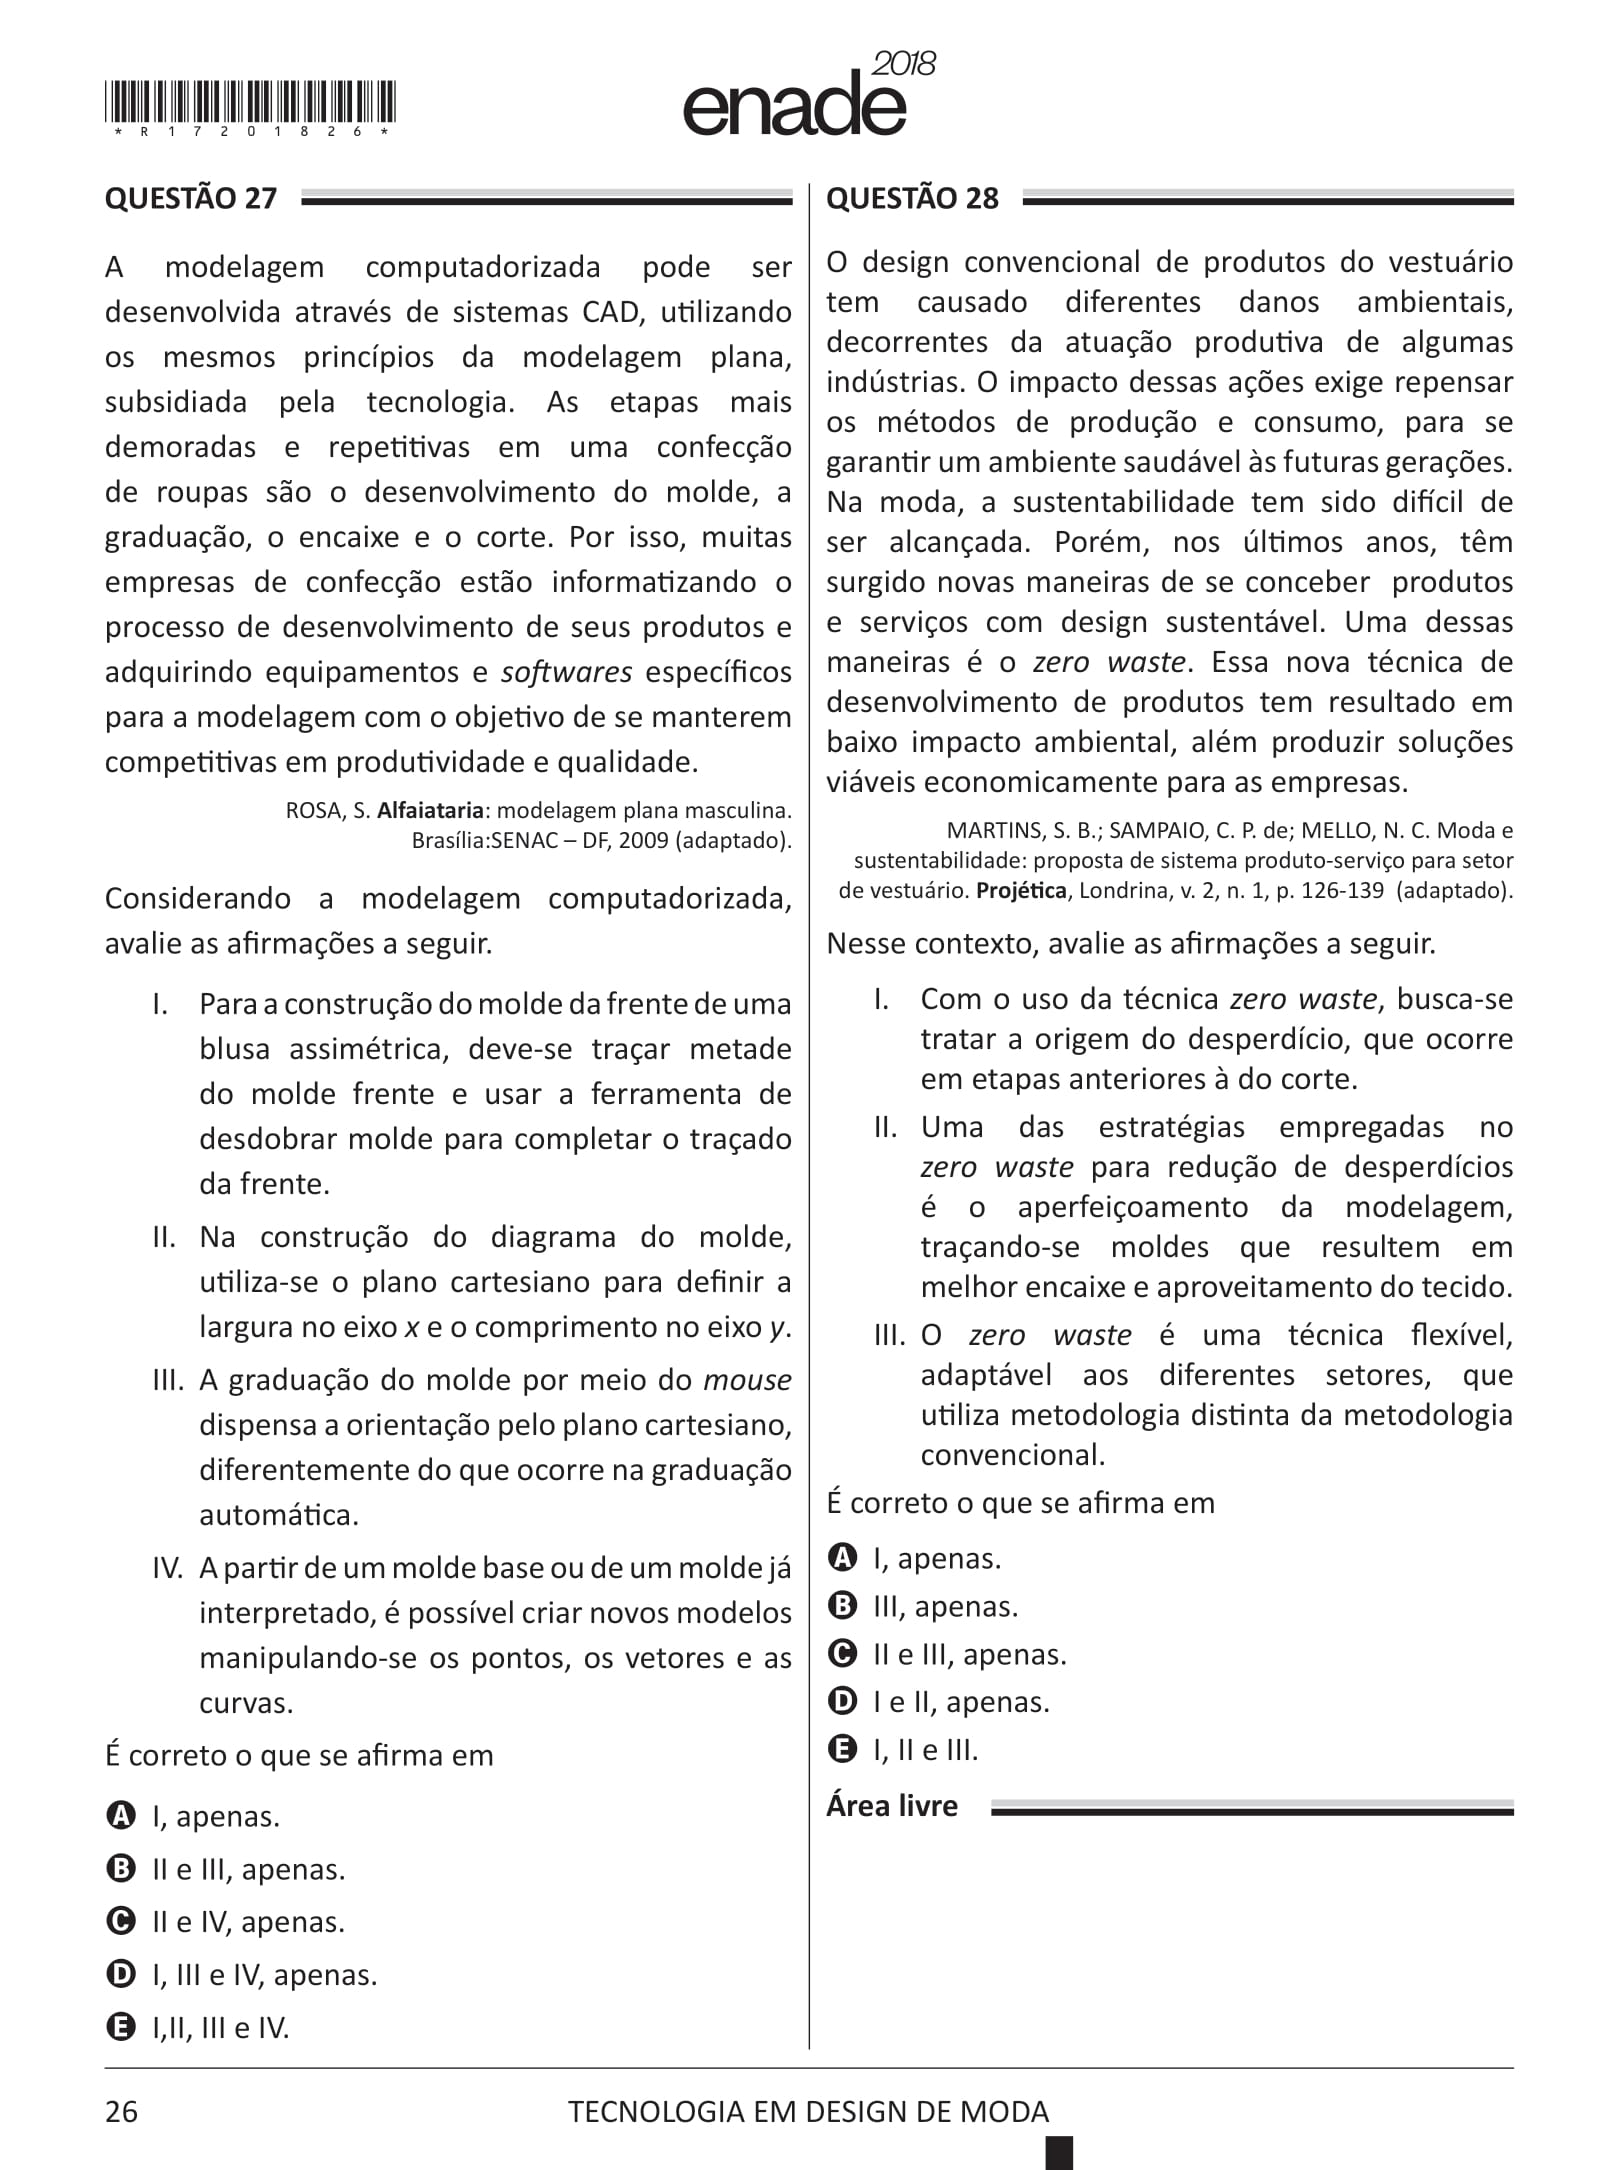 *R17201826*
enade 2018
QUESTÃO 27
A modelagem computadorizada pode ser
desenvolvida através de sistemas CAD, utilizando
os mesmos princípios da modelagem plana,
subsidiada pela tecnologia. As etapas mais
demoradas e repetitivas em uma confecção
de roupas são o desenvolvimento do molde, a
graduação, o encaixe e o corte. Por isso, muitas
empresas de confecção estão informatizando o
processo de desenvolvimento de seus produtos e
adquirindo equipamentos e softwares específicos
para a modelagem com o objetivo de se manterem
competitivas em produtividade e qualidade.
ROSA, S. Alfaiataria: modelagem plana masculina.
Brasília:SENAC – DF, 2009 (adaptado).
Considerando a modelagem computadorizada,
avalie as afirmações a seguir.
I. Para a construção do molde da frente de uma
blusa assimétrica, deve-se traçar metade
do molde frente e usar a ferramenta de
desdobrar molde para completar o traçado
da frente.
II. Na construção do diagrama do molde,
utiliza-se o plano cartesiano para definir a
largura no eixo x e o comprimento no eixo y.
III. A graduação do molde por meio do mouse
dispensa a orientação pelo plano cartesiano,
diferentemente do que ocorre na graduação
automática.
IV. A partir de um molde base ou de um molde já
interpretado, é possível criar novos modelos
manipulando-se os pontos, os vetores e as
curvas.
É correto o que se afirma em
A I, apenas.
B II e III, apenas.
C II e IV, apenas.
D I, III e IV, apenas.
E I,II, III e IV.
QUESTÃO 28
O design convencional de produtos do vestuário
tem causado diferentes danos ambientais,
decorrentes da atuação produtiva de algumas
indústrias. O impacto dessas ações exige repensar
os métodos de produção e consumo, para se
garantir um ambiente saudável às futuras gerações.
Na moda, a sustentabilidade tem sido difícil de
ser alcançada. Porém, nos últimos anos, têm
surgido novas maneiras de se conceber produtos
e serviços com design sustentável. Uma dessas
maneiras é o zero waste. Essa nova técnica de
desenvolvimento de produtos tem resultado em
baixo impacto ambiental, além produzir soluções
viáveis economicamente para as empresas.
MARTINS, S. B.; SAMPAIO, C. P. de; MELLO, N. C. Moda e
sustentabilidade: proposta de sistema produto-serviço para setor
de vestuário. Projética, Londrina, v. 2, n. 1, p. 126-139 (adaptado).
Nesse contexto, avalie as afirmações a seguir.
I. Com o uso da técnica zero waste, busca-se
tratar a origem do desperdício, que ocorre
em etapas anteriores à do corte.
II. Uma das estratégias empregadas no
zero waste para redução de desperdícios
é o aperfeiçoamento da modelagem,
traçando-se moldes que resultem em
melhor encaixe e aproveitamento do tecido.
III. O zero waste é uma técnica flexível,
adaptável aos diferentes setores, que
utiliza metodologia distinta da metodologia
convencional.
É correto o que se afirma em
A I, apenas.
B III, apenas.
C II e III, apenas.
D I e II, apenas.
E I, II e III.
Área livre
26
TECNOLOGIA EM DESIGN DE MODA